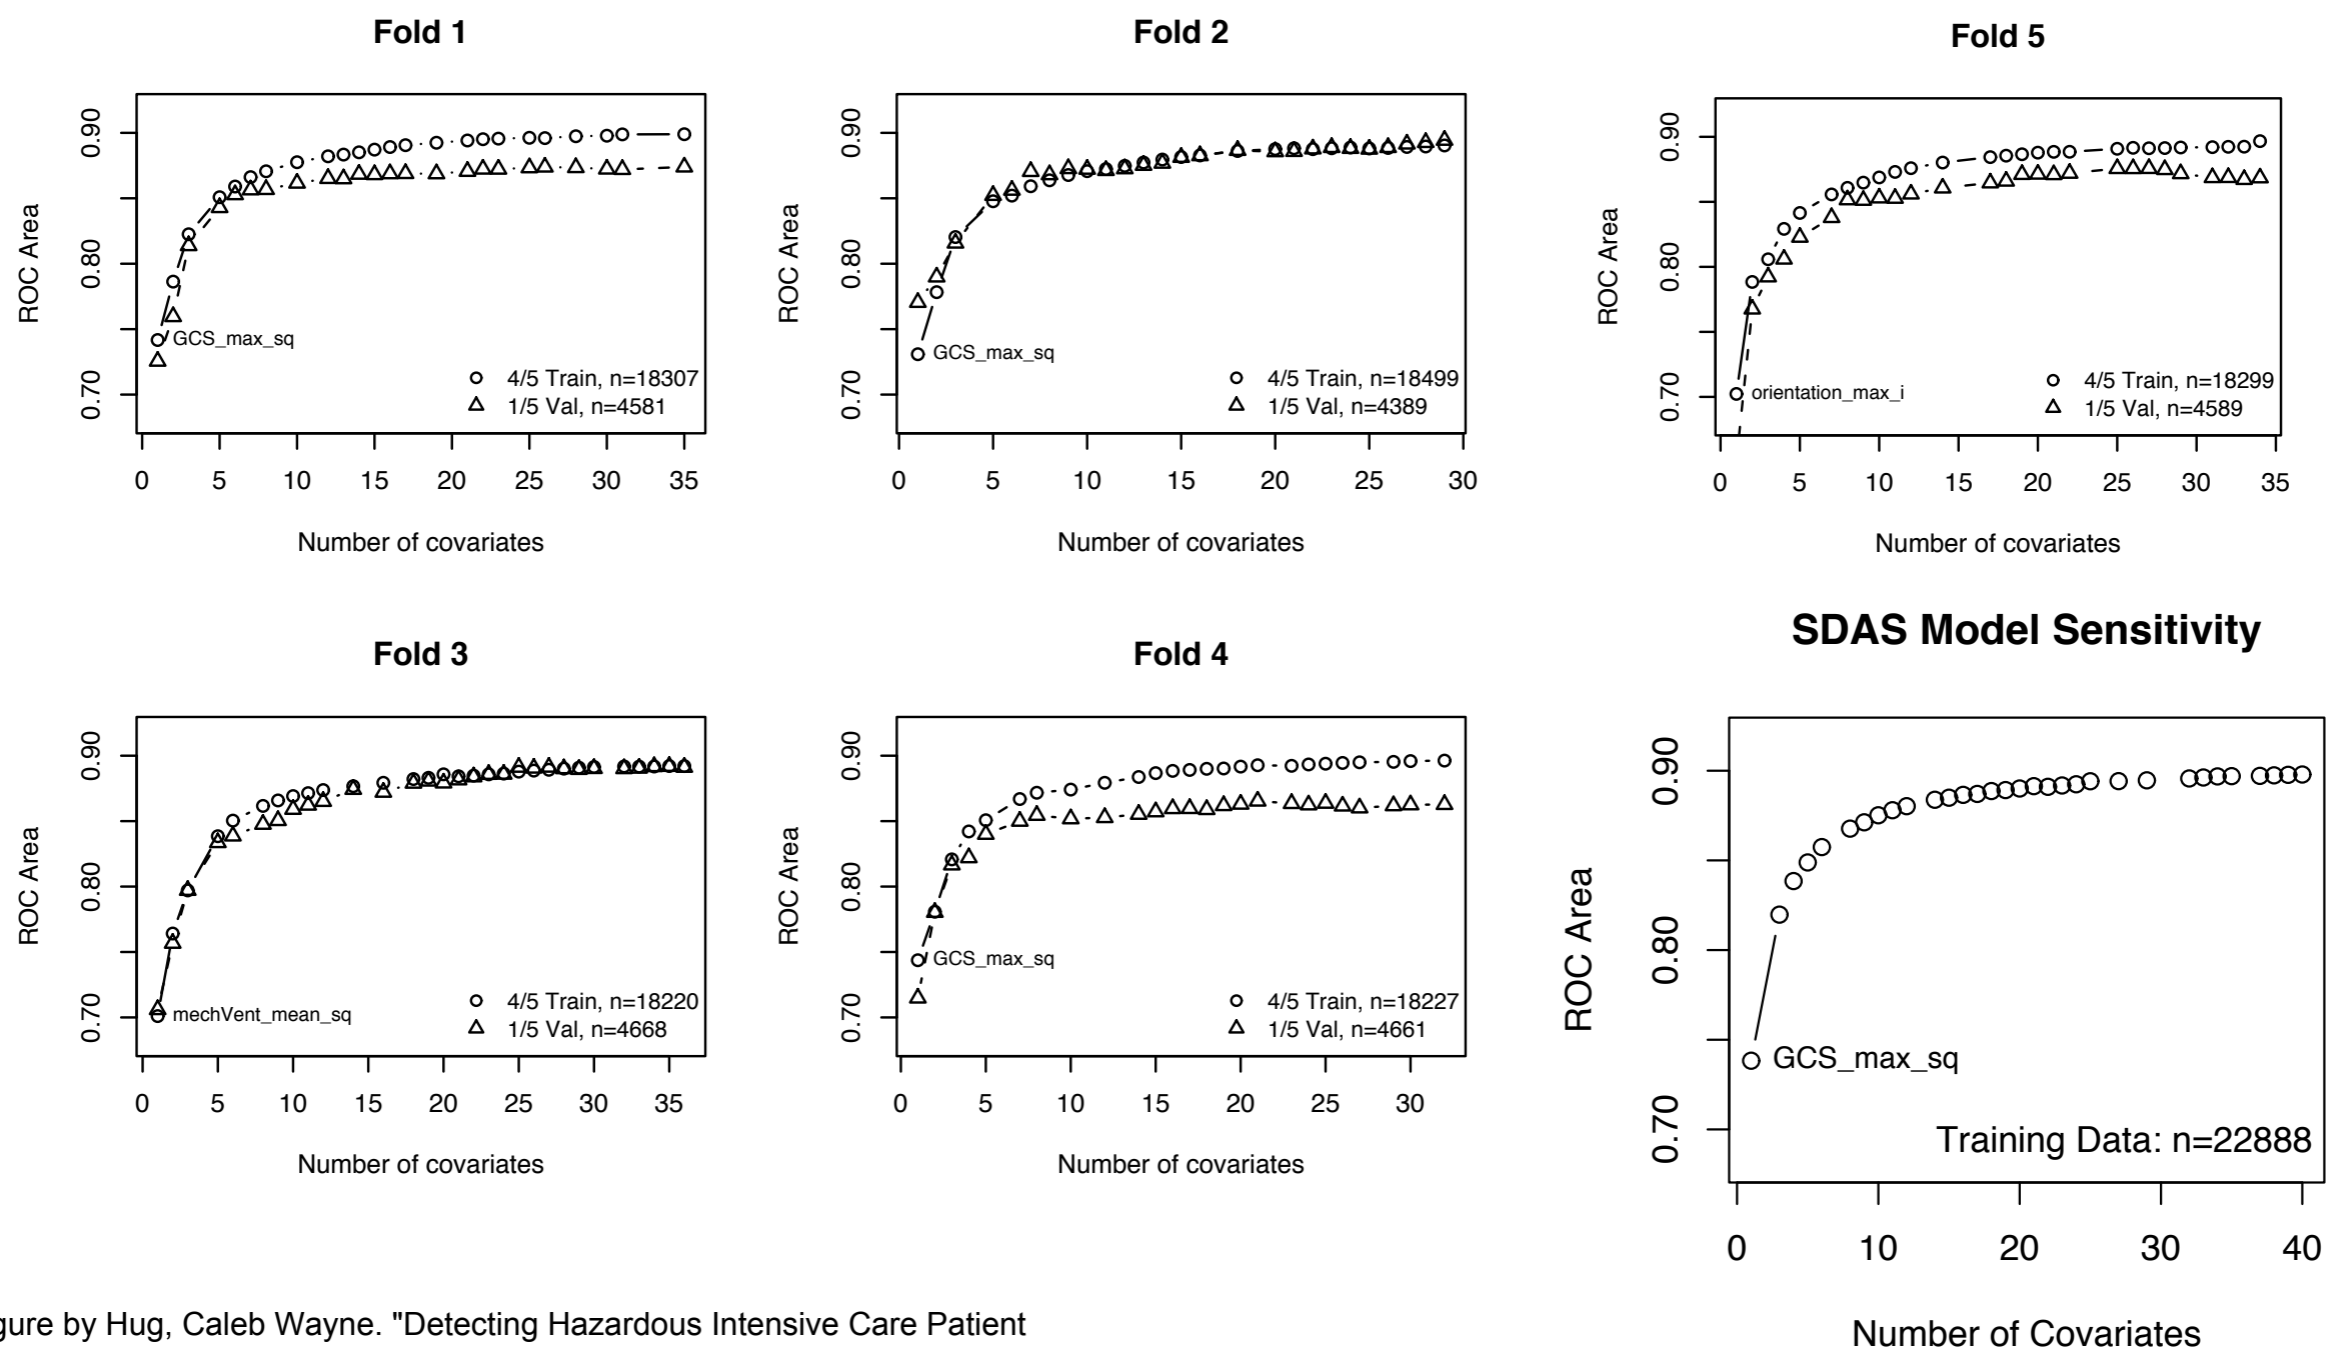 Fold 1
ROC Area
0.90
0.80
0.70
GCS_max_sq
4/5 Train, n=18307
1/5 Val, n=4581
0 5 10 15 20 25 30 35
Number of covariates
Fold 2
ROC Area
0.90
0.80
0.70
GCS_max_sq
4/5 Train, n=18499
1/5 Val, n=4389
0 5 10 15 20 25 30
Number of covariates
Fold 5
ROC Area
0.90
0.80
0.70
orientation_max_i
4/5 Train, n=18299
1/5 Val, n=4589
0 5 10 15 20 25 30 35
Number of covariates
Fold 3
ROC Area
0.90
0.80
0.70
mechVent_mean_sq
4/5 Train, n=18220
1/5 Val, n=4668
0 5 10 15 20 25 30 35
Number of covariates
Fold 4
ROC Area
0.90
0.80
0.70
GCS_max_sq
4/5 Train, n=18227
1/5 Val, n=4661
0 5 10 15 20 25 30
Number of covariates
SDAS Model Sensitivity
ROC Area
0.90
0.80
0.70
GCS_max_sq
Training Data: n=22888
0 10 20 30 40
Number of Covariates
gure by Hug, Caleb Wayne. "Detecting Hazardous Intensive Care Patient